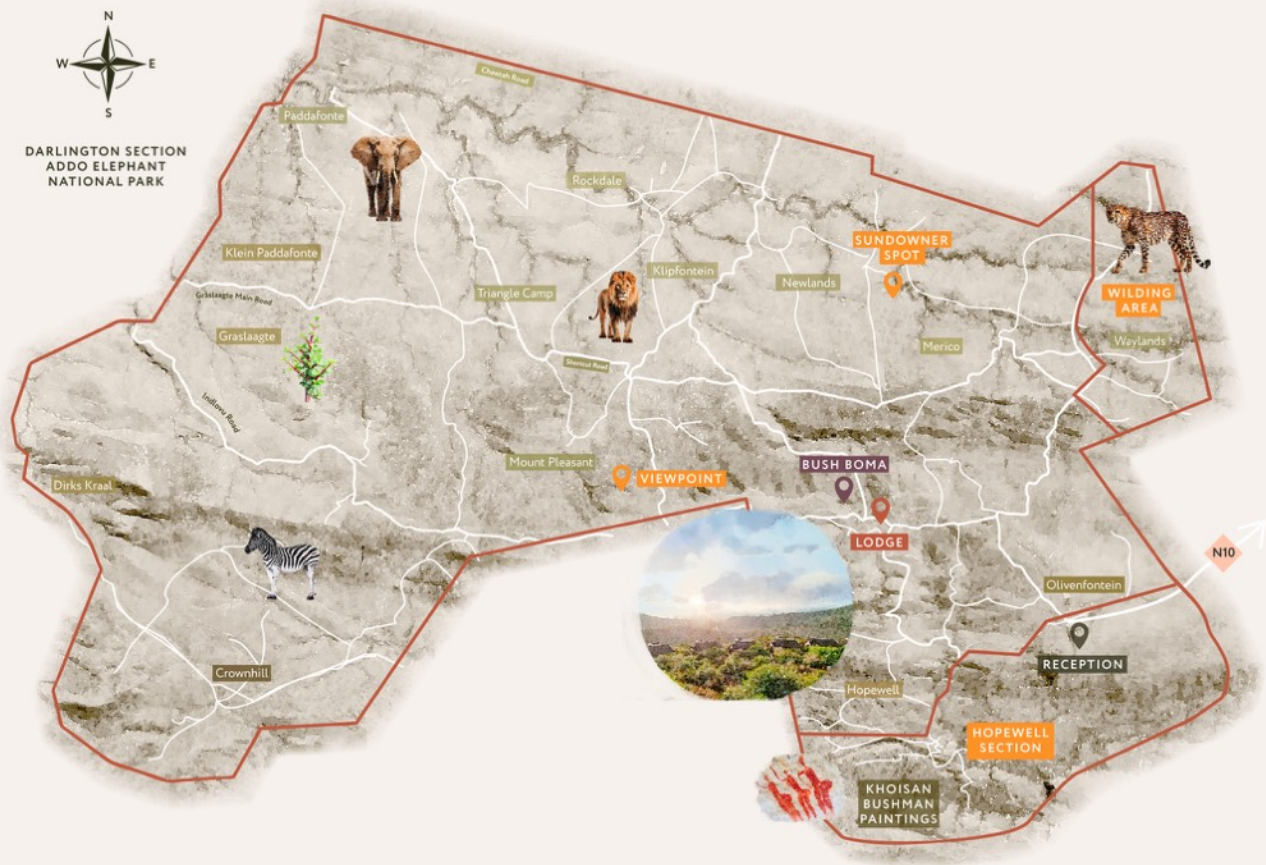 N
W
E
S
DARLINGTON SECTION
ADDO ELEPHANT
NATIONAL PARK
Cheetah Road
Paddafonte
Rockdale
Klein Paddafonte
SUNDOWNER
SPOT
Klipfontein
Newlands
Triangle Camp
Graslaagte Main Road
WILDING
AREA
Graslaagte
Merico
Waylands
Shortcut Road
Indlovu Road
Mount Pleasant
VIEWPOINT
BUSH BOMA
Dirks Kraal
LODGE
N10
Olivenfontein
RECEPTION
Crownhill
Hopewell
HOPEWELL
SECTION
KHOISAN
BUSHMAN
PAINTINGS